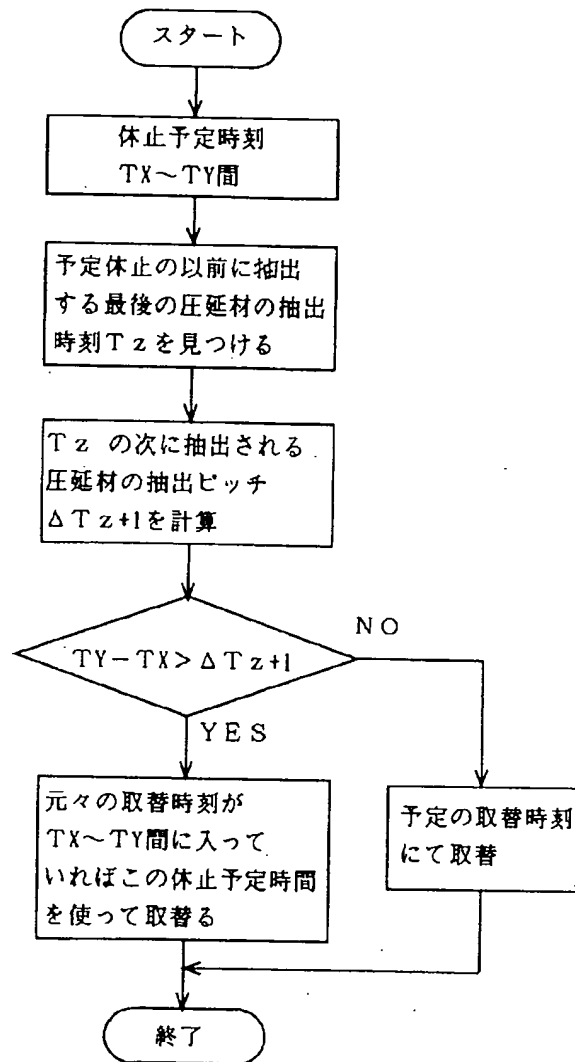 スタート
休止予定時刻
TX～TY間
予定休止の以前に抽出
する最後の圧延材の抽出
時刻Tzを見つける
Tz の次に抽出される
圧延材の抽出ピッチ
ΔTz+1を計算
TY－TX＞ΔTz+1
NO
YES
元々の取替時刻が
TX～TY間に入って
いればこの休止予定時間
を使って取替る
予定の取替時刻
にて取替
終了